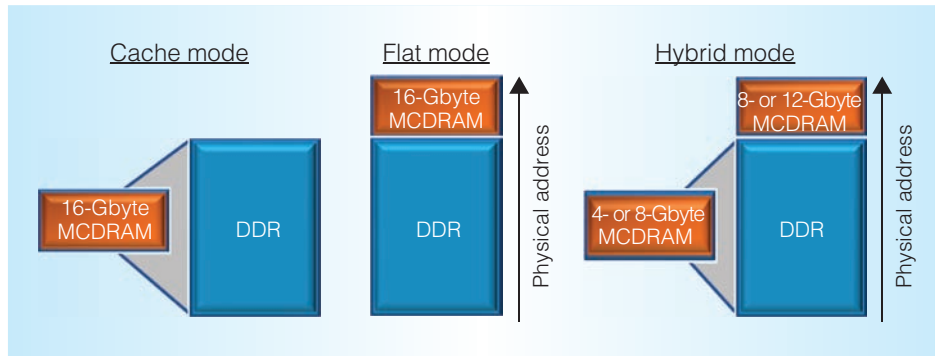 Cache mode
16-Gbyte
MCDRAM
DDR
Flat mode
16-Gbyte
MCDRAM
DDR
Physical address
Hybrid mode
8- or 12-Gbyte
MCDRAM
4- or 8-Gbyte
MCDRAM
DDR
Physical address